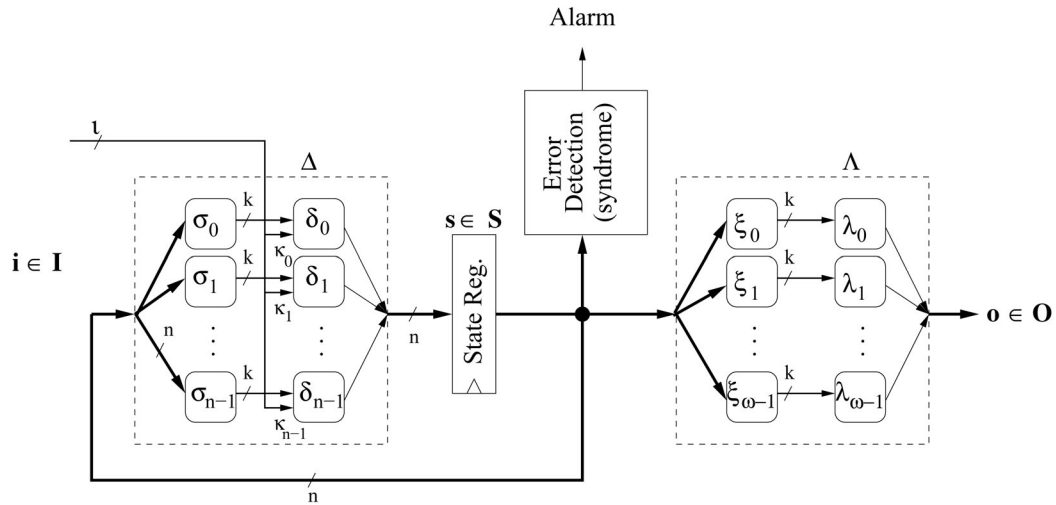 Alarm
Error
Detection
(syndrome)
ι
Δ
Λ
i ∈ I
σ₀
k
δ₀
κ₀
s ∈ S
ξ₀
k
λ₀
σ₁
k
δ₁
κ₁
State Reg.
ξ₁
k
λ₁
o ∈ O
n
⋮
⋮
n
⋮
⋮
σₙ₋₁
k
δₙ₋₁
κₙ₋₁
ξω−1
k
λω−1
n